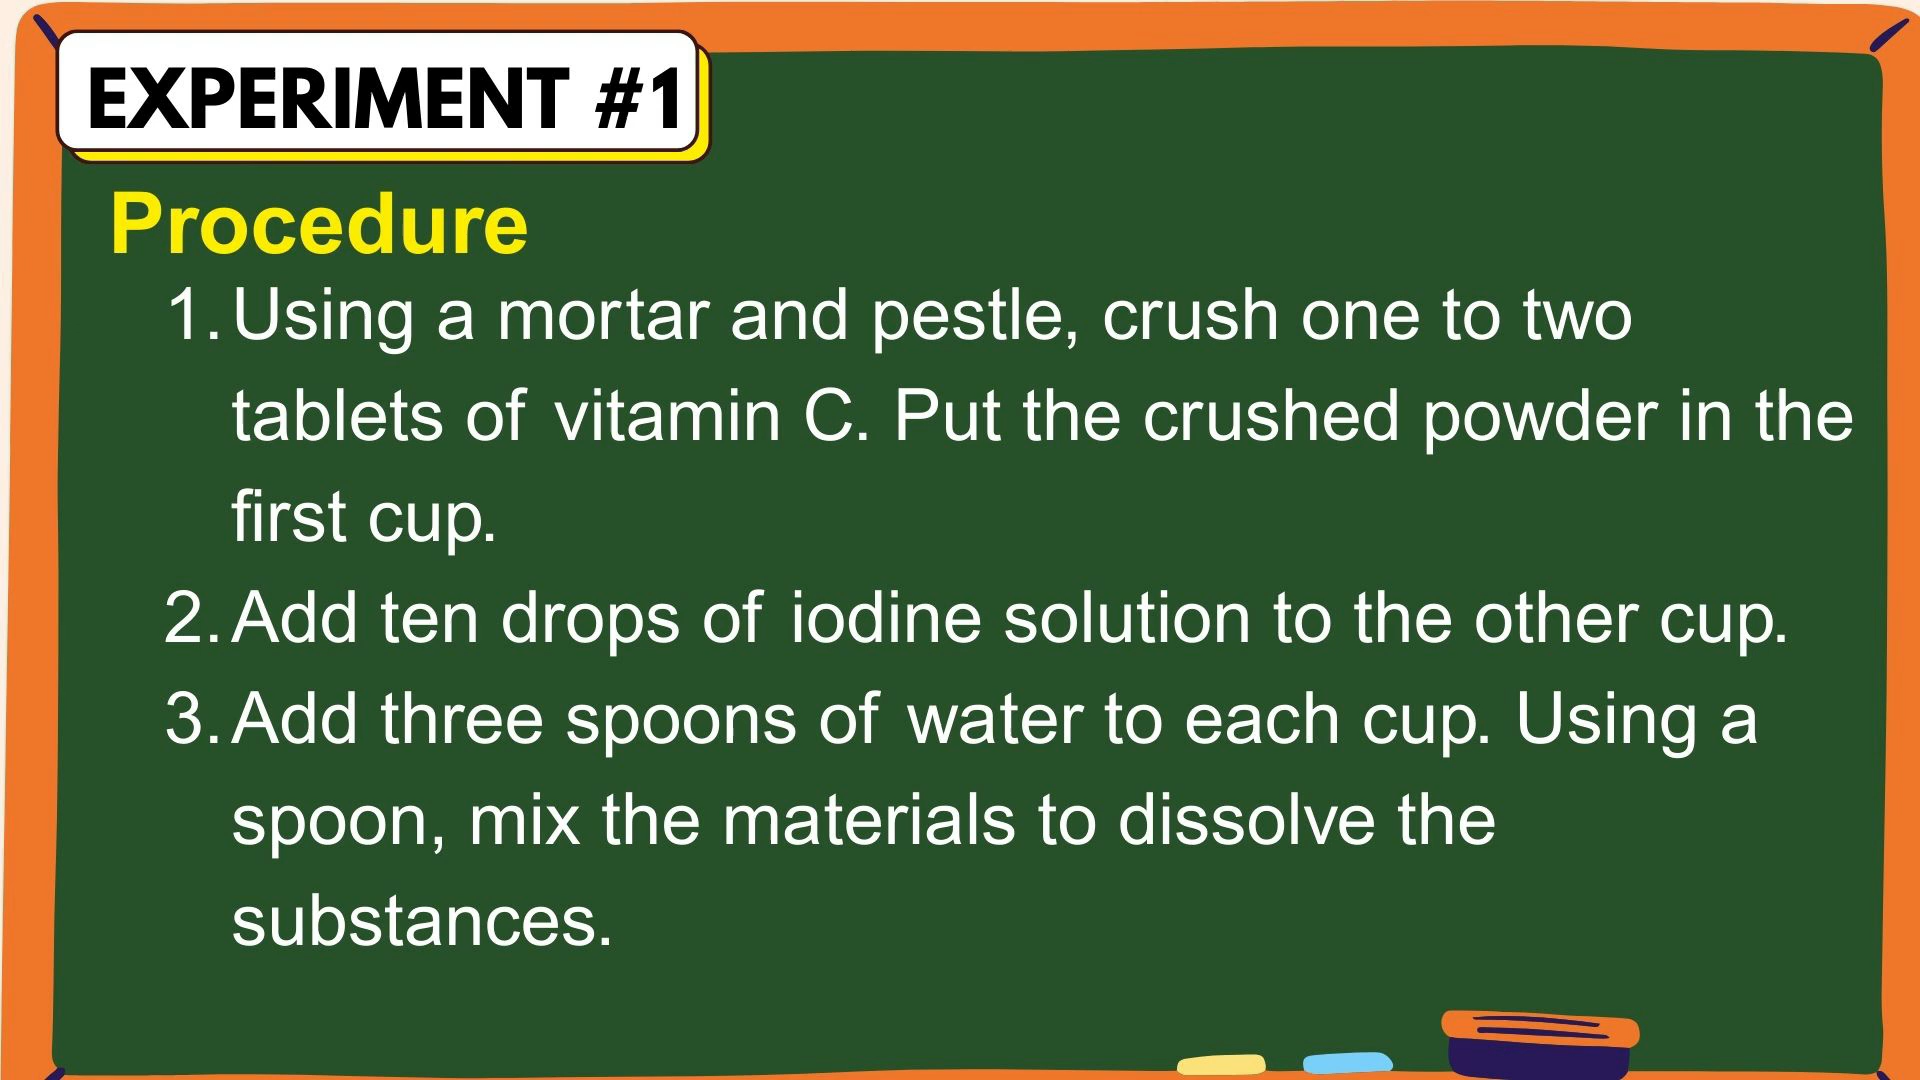 EXPERIMENT #1
Procedure
1. Using a mortar and pestle, crush one to two
tablets of vitamin C. Put the crushed powder in the
first cup.
2. Add ten drops of iodine solution to the other cup.
3. Add three spoons of water to each cup. Using a
spoon, mix the materials to dissolve the
substances.